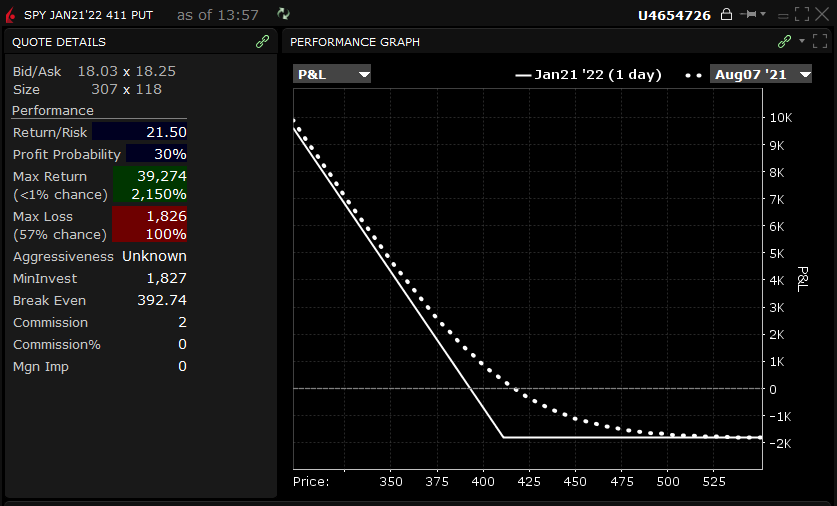 SPY JAN21'22 411 PUT as of 13:57 U4654726
QUOTE DETAILS
Bid/Ask 18.03 x 18.25
Size 307 x 118
Performance
Return/Risk 21.50
Profit Probability 30%
Max Return 39,274
(<1% chance) 2,150%
Max Loss 1,826
(57% chance) 100%
Aggressiveness Unknown
MinInvest 1,827
Break Even 392.74
Commission 2
Commission% 0
Mgn Imp 0
PERFORMANCE GRAPH
P&L Jan21 '22 (1 day) Aug07 '21
10K
9K
8K
7K
6K
5K
4K
3K
2K
1K
0
-1K
-2K
P&L
Price: 350 375 400 425 450 475 500 525